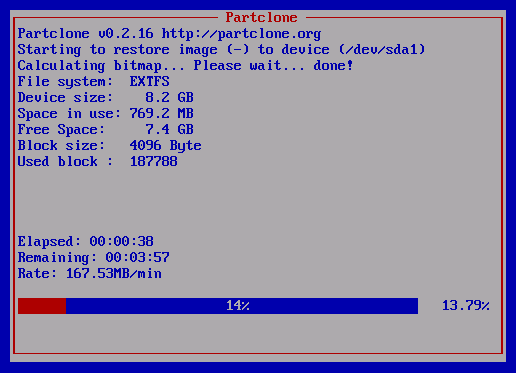 Partclone
Partclone v0.2.16 http://partclone.org
Starting to restore image (-) to device (/dev/sda1)
Calculating bitmap... Please wait... done!
File system:  EXTFS
Device size:    8.2 GB
Space in use: 769.2 MB
Free Space:     7.4 GB
Block size:   4096 Byte
Used block :  187788
Elapsed: 00:00:38
Remaining: 00:03:57
Rate: 167.53MB/min
14% 13.79%